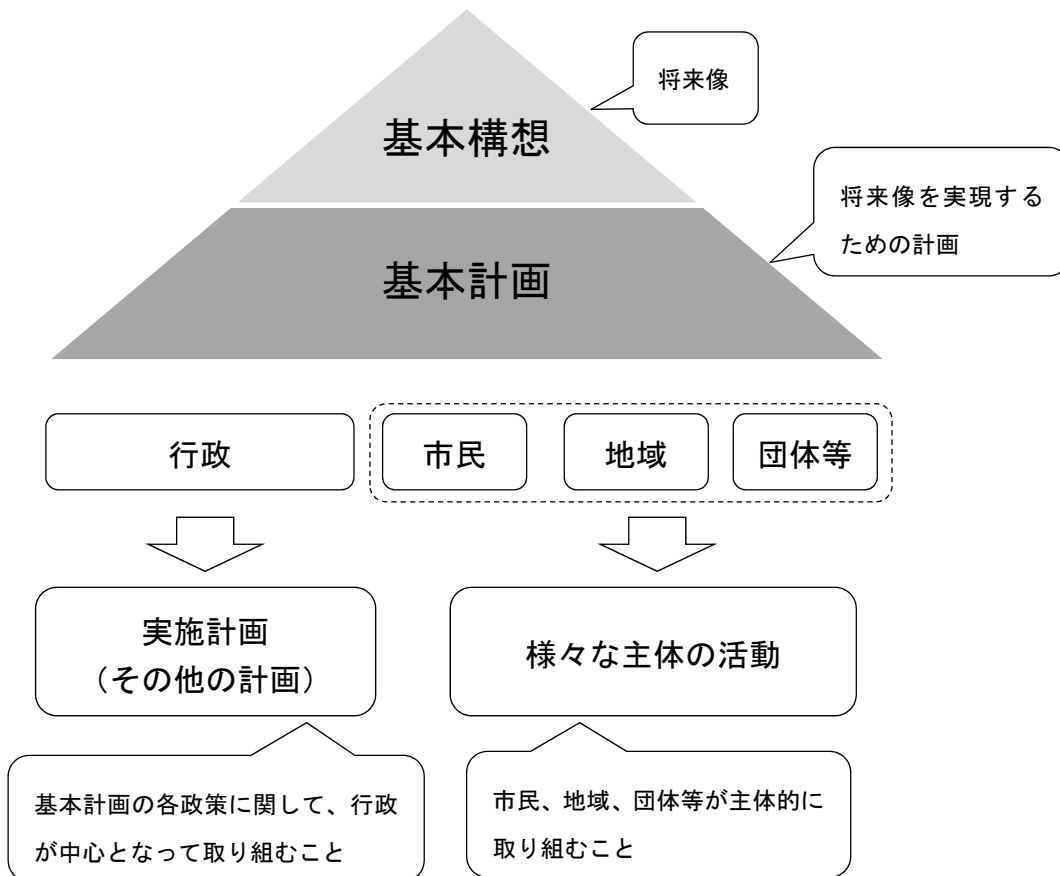 将来像
基本構想
将来像を実現する
ための計画
基本計画
行政
市民
地域
団体等
実施計画
（その他の計画）
様々な主体の活動
基本計画の各政策に関して、行政
が中心となって取り組むこと
市民、地域、団体等が主体的に
取り組むこと